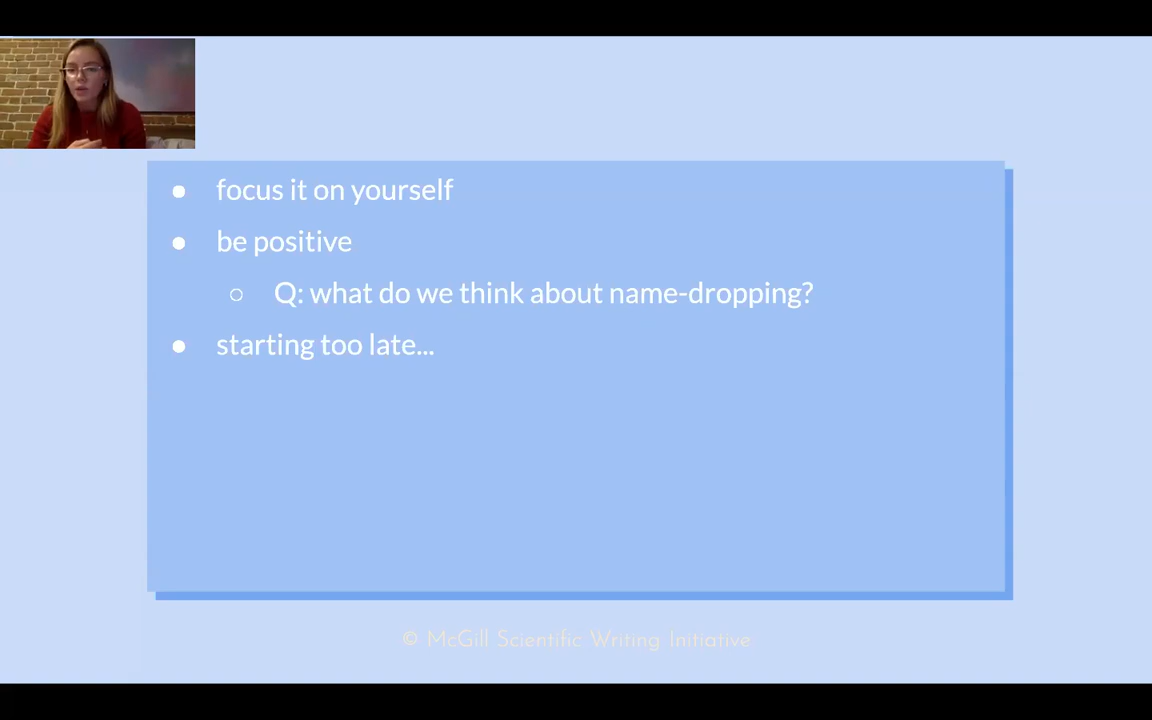 ● focus it on yourself
● be positive
○ Q: what do we think about name-dropping?
● starting too late...
© McGill Scientific Writing Initiative